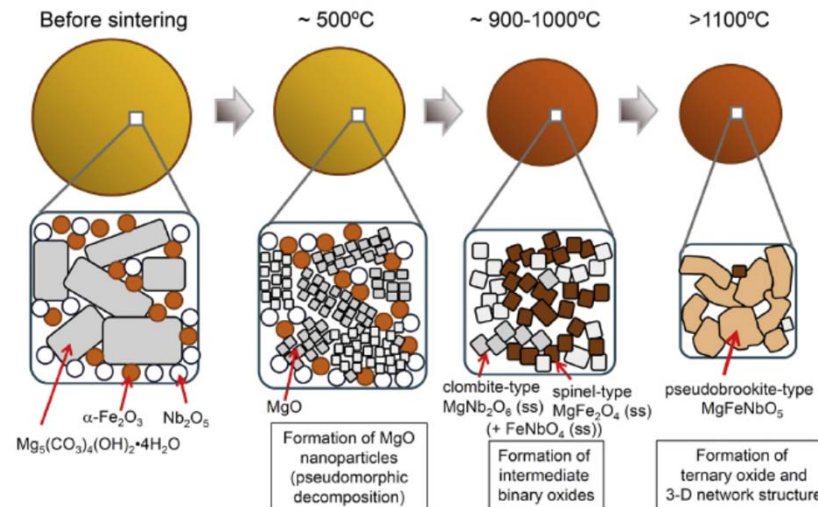 Before sintering
~ 500ºC
~ 900-1000ºC
>1100ºC
α-Fe₂O₃
Nb₂O₅
Mg₅(CO₃)₄(OH)₂•4H₂O
MgO
clombite-type
MgNb₂O₆ (ss)
spinel-type
MgFe₂O₄ (ss)
(+ FeNbO₄ (ss))
pseudobrookite-type
MgFeNbO₅
Formation of MgO
nanoparticles
(pseudomorphic
decomposition)
Formation of
intermediate
binary oxides
Formation of
ternary oxide and
3-D network structure